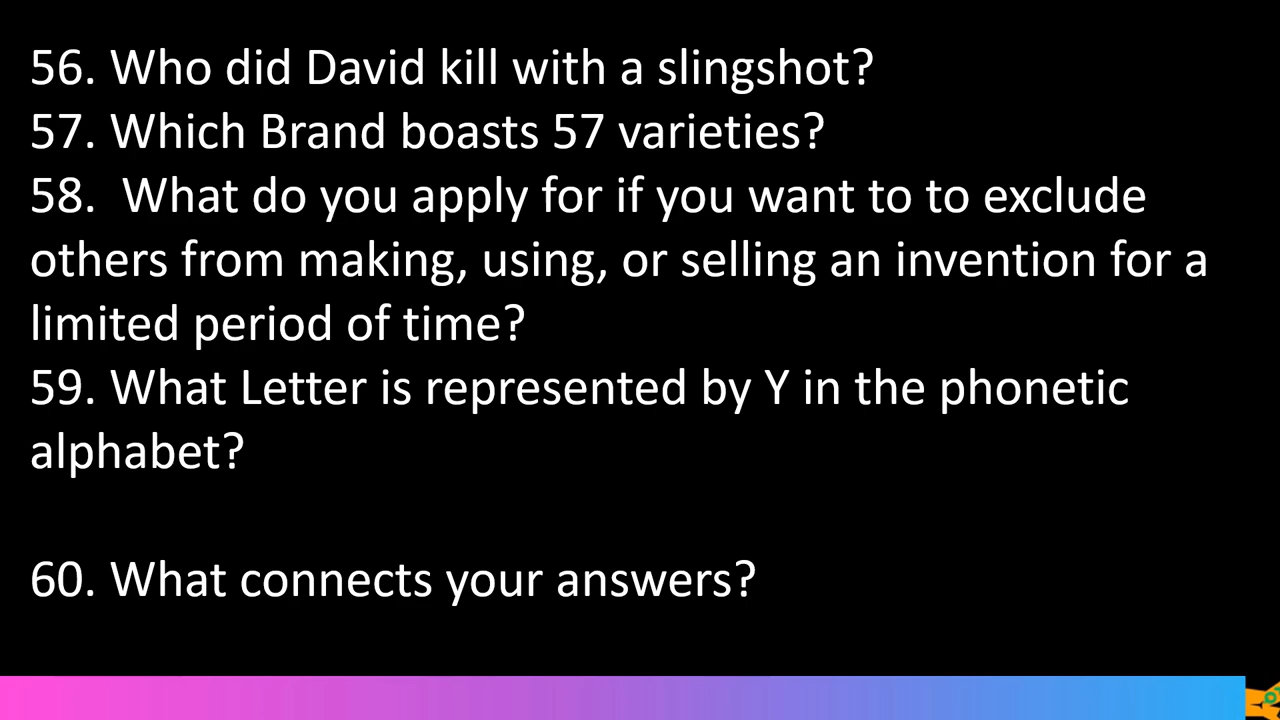 56. Who did David kill with a slingshot?
57. Which Brand boasts 57 varieties?
58.  What do you apply for if you want to to exclude
others from making, using, or selling an invention for a
limited period of time?
59. What Letter is represented by Y in the phonetic
alphabet?
60. What connects your answers?